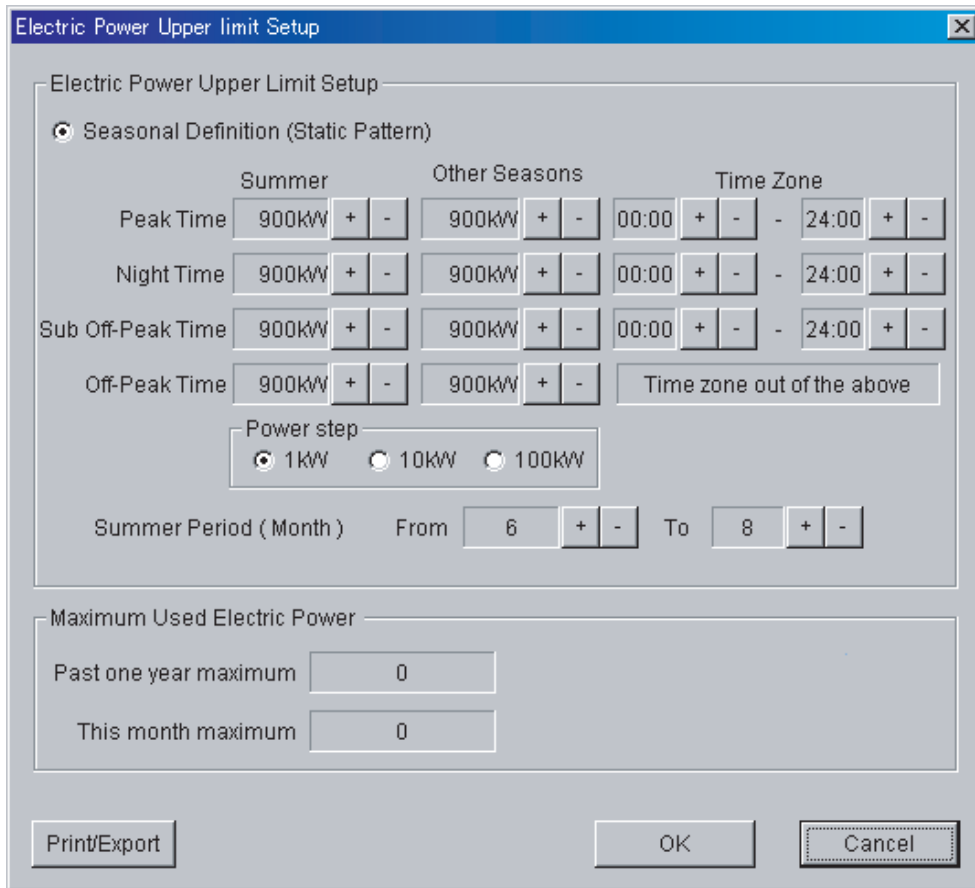 Electric Power Upper limit Setup
Electric Power Upper Limit Setup
Seasonal Definition (Static Pattern)
Summer Other Seasons Time Zone
Peak Time 900kW + - 900kW + - 00:00 + - - 24:00 + -
Night Time 900kW + - 900kW + - 00:00 + - - 24:00 + -
Sub Off-Peak Time 900kW + - 900kW + - 00:00 + - - 24:00 + -
Off-Peak Time 900kW + - 900kW + - Time zone out of the above
Power step
1kW 10kW 100kW
Summer Period ( Month ) From 6 + - To 8 + -
Maximum Used Electric Power
Past one year maximum 0
This month maximum 0
Print/Export OK Cancel